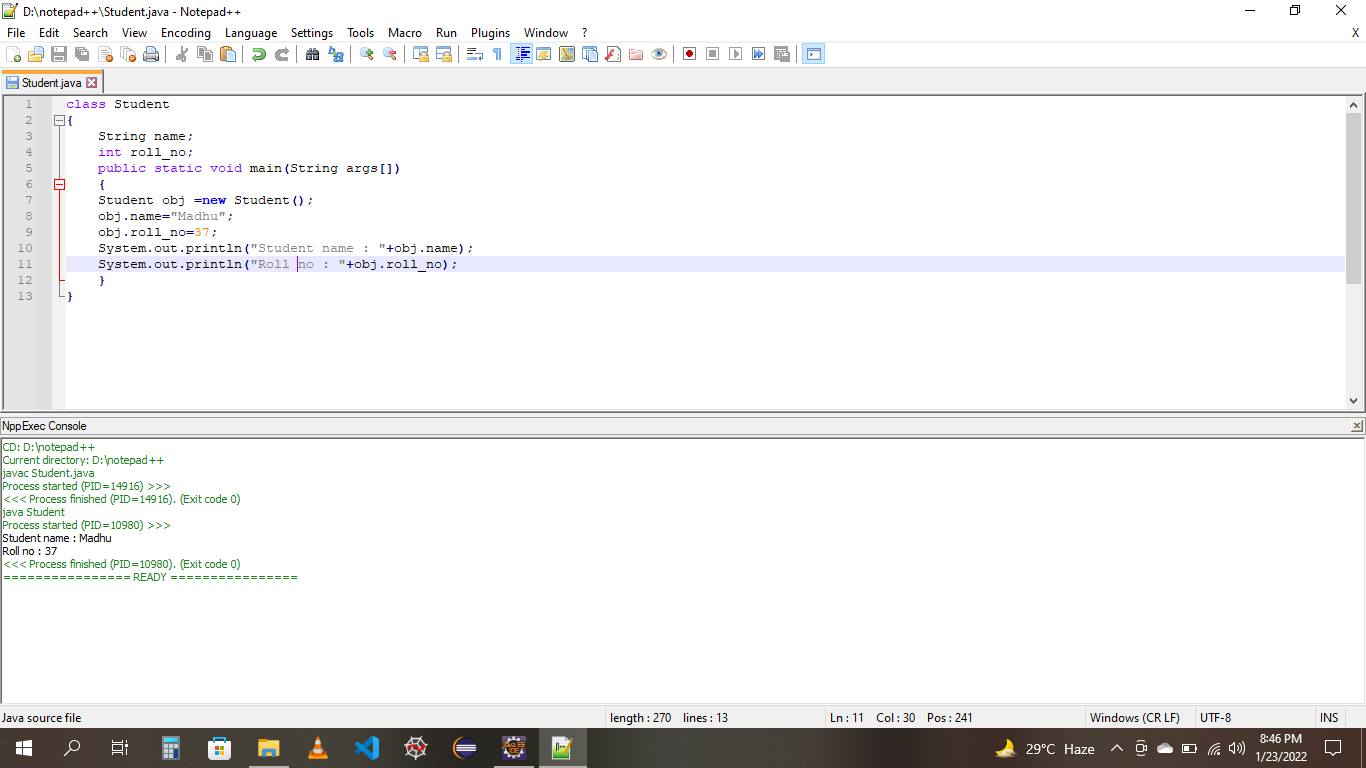 D:\notepad++\Student.java - Notepad++
File Edit Search View Encoding Language Settings Tools Macro Run Plugins Window ? X
Student.java
1 class Student
2 {
3 String name;
4 int roll_no;
5 public static void main(String args[])
6 {
7 Student obj =new Student();
8 obj.name="Madhu";
9 obj.roll_no=37;
10 System.out.println("Student name : "+obj.name);
11 System.out.println("Roll no : "+obj.roll_no);
12 }
13 }
NppExec Console
CD: D:\notepad++
Current directory: D:\notepad++
javac Student.java
Process started (PID=14916) >>>
<<< Process finished (PID=14916). (Exit code 0)
java Student
Process started (PID=10980) >>>
Student name : Madhu
Roll no : 37
<<< Process finished (PID=10980). (Exit code 0)
================ READY ================
Java source file length : 270 lines : 13 Ln : 11 Col : 30 Pos : 241 Windows (CR LF) UTF-8 INS
29°C Haze 8:46 PM
1/23/2022